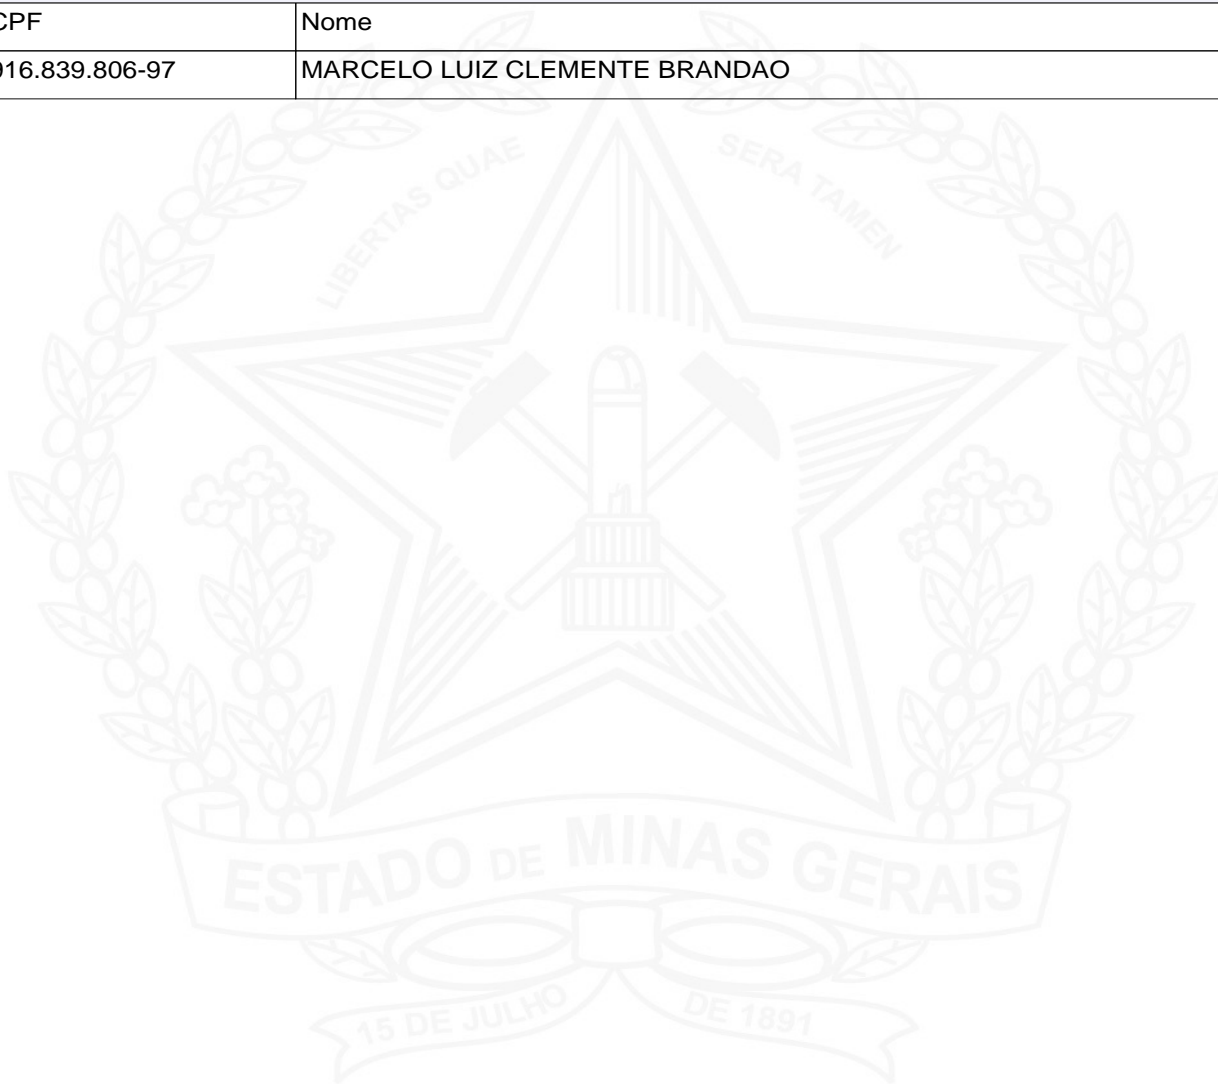 CPF Nome
916.839.806-97 MARCELO LUIZ CLEMENTE BRANDAO
LIBERTAS QUAE SERA TAMEN
ESTADO DE MINAS GERAIS
15 DE JULHO DE 1891